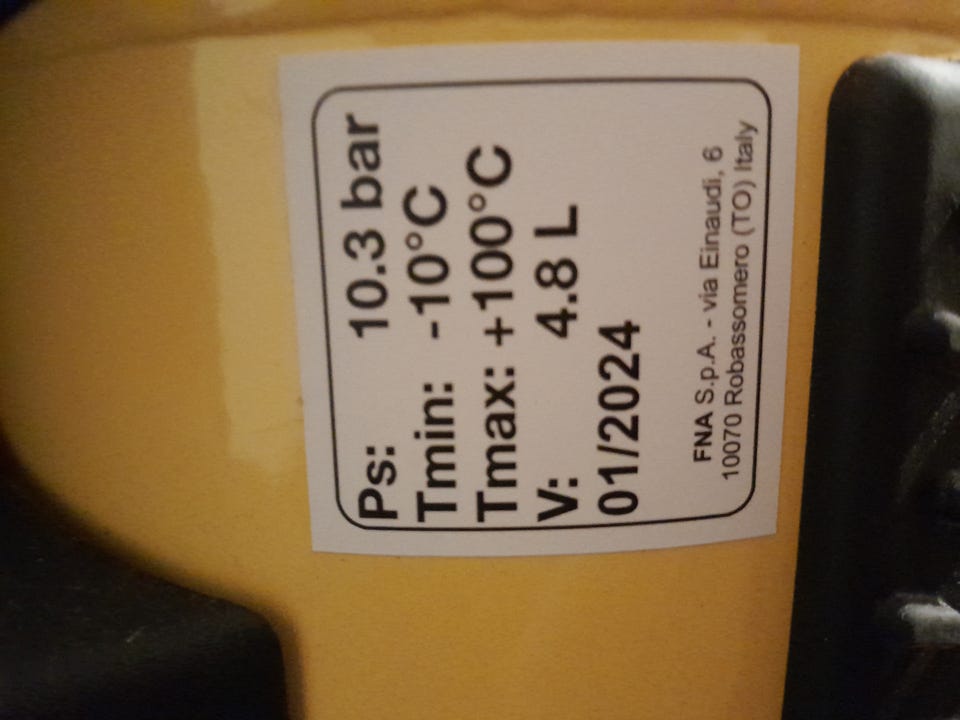 Ps: 10.3 bar
Tmin: -10°C
Tmax: +100°C
V: 4.8 L
01/2024
FNA S.p.A. - via Einaudi, 6
10070 Robassomero (TO) Italy